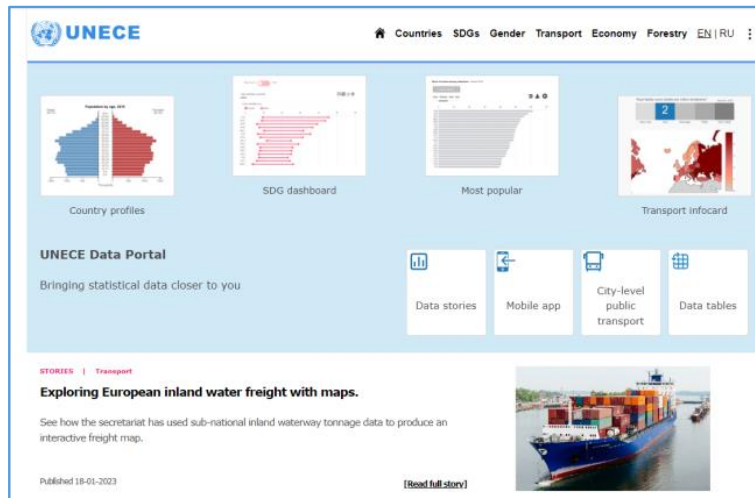 UNECE
Countries SDGs Gender Transport Economy Forestry EN | RU
Population by age, 2020
2
Country profiles
SDG dashboard
Most popular
Transport infocard
UNECE Data Portal
Bringing statistical data closer to you
Data stories
Mobile app
City-level
public
transport
Data tables
STORIES | Transport
Exploring European inland water freight with maps.
See how the secretariat has used sub-national inland waterway tonnage data to produce an
interactive freight map.
Published 18-01-2023
[Read full story]